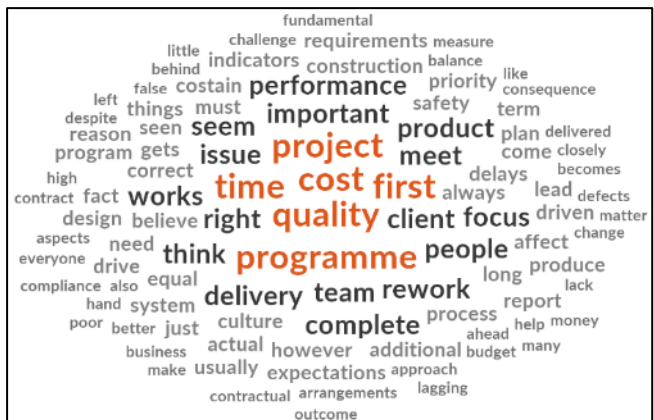 fundamental
challenge requirements measure
little
behind indicators construction balance
false costain performance priority like
consequence
left things must important safety term
despite
reason seen seem project product plan delivered
program gets issue meet come closely
correct delays becomes
high
contract fact works time cost first always lead defects
design believe right quality client focus driven matter
aspects change
everyone need think programme people affect
drive long produce
compliance also equal lack
hand system delivery team rework report
poor better just culture complete process ahead help money
business actual however additional budget many
make usually expectations approach
contractual arrangements lagging
outcome